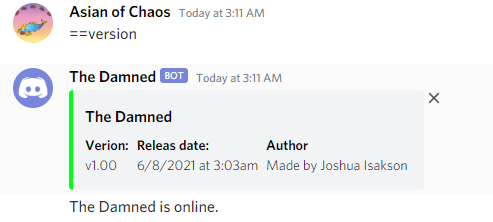 Asian of Chaos Today at 3:11 AM
==version
The Damned BOT Today at 3:11 AM
The Damned
Verion: Releas date: Author
v1.00 6/8/2021 at 3:03am Made by Joshua Isakson
The Damned is online.